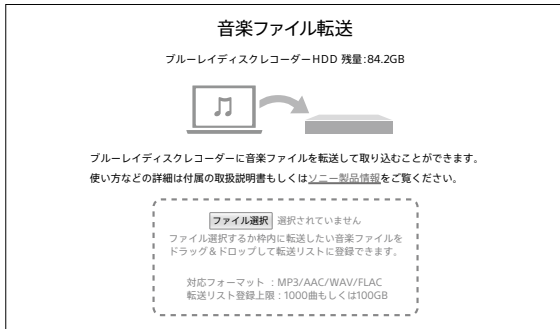 音楽ファイル転送
ブルーレイディスクレコーダーHDD 残量:84.2GB
ブルーレイディスクレコーダーに音楽ファイルを転送して取り込むことができます。
使い方などの詳細は付属の取扱説明書もしくはソニー製品情報をご覧ください。
ファイル選択 選択されていません
ファイル選択するか枠内に転送したい音楽ファイルを
ドラッグ＆ドロップして転送リストに登録できます。
対応フォーマット : MP3/AAC/WAV/FLAC
転送リスト登録上限 : 1000曲もしくは100GB